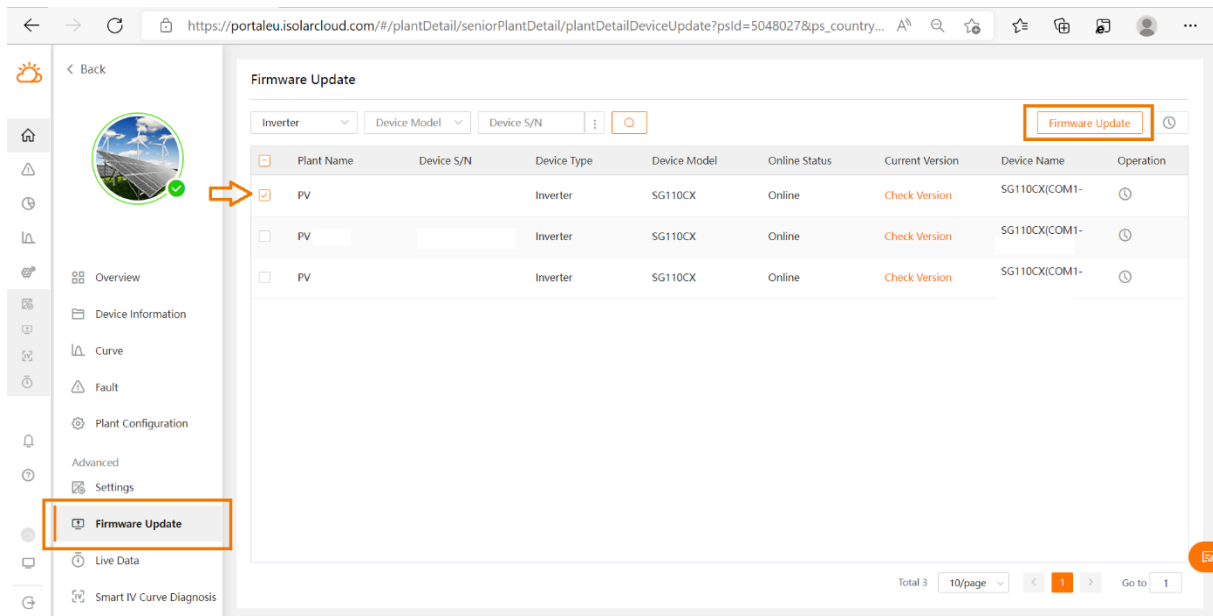 https://portaleu.isolarcloud.com/#/plantDetail/seniorPlantDetail/plantDetailDeviceUpdate?psId=5048027&ps_country...
Back
Firmware Update
Inverter Device Model Device S/N Firmware Update
Plant Name Device S/N Device Type Device Model Online Status Current Version Device Name Operation
PV Inverter SG110CX Online Check Version SG110CX(COM1-
PV Inverter SG110CX Online Check Version SG110CX(COM1-
PV Inverter SG110CX Online Check Version SG110CX(COM1-
Overview
Device Information
Curve
Fault
Plant Configuration
Advanced
Settings
Firmware Update
Live Data
Smart IV Curve Diagnosis
Total 3 10/page < 1 > Go to 1